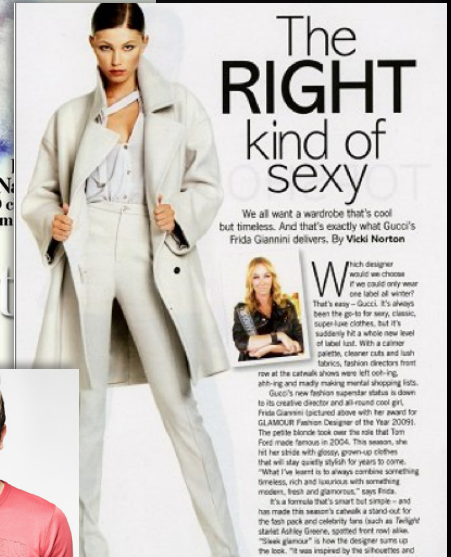 The
RIGHT
kind of
sexy
We all want a wardrobe that's cool
but timeless. And that's exactly what Gucci's
Frida Giannini delivers. By Vicki Norton
Which designer
would we choose
if we could only wear
one label all winter?
That's easy – Gucci. It's always
been the go-to for sexy, classic,
super-luxe clothes, but it's
suddenly hit a whole new level
of label lust. With a calmer
palette, cleaner cuts and lush
fabrics, fashion directors front
row at the catwalk shows were left ooh-ing,
ahh-ing and madly making mental shopping lists.
Gucci's new fashion superstar status is down
to its creative director and all-round cool girl,
Frida Giannini (pictured above with her award for
GLAMOUR Fashion Designer of the Year 2009).
The petite blonde took over the role that Tom
Ford made famous in 2004. This season, she
hit her stride with glossy, grown-up clothes
that will stay quietly stylish for years to come.
"What I've learnt is to always combine something
timeless, rich and luxurious with something
modern, fresh and glamorous," says Frida.
It's a formula that's smart but simple – and
has made this season's catwalk a stand-out for
the fash pack and celebrity fans (such as Twilight
starlet Ashley Greene, spotted front row) alike.
"Sleek glamour" is how the designer sums up
the look. "It was inspired by the silhouettes and